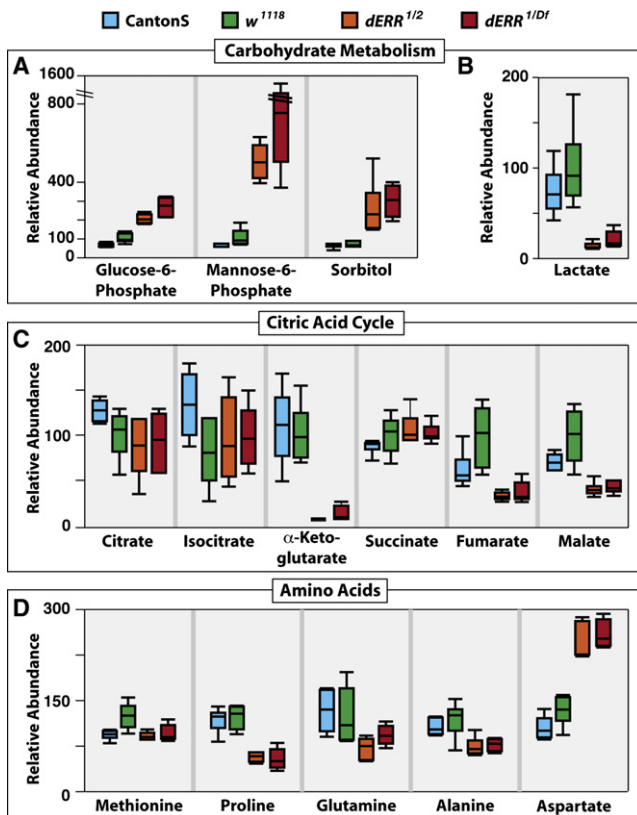 CantonS w1118 dERR1/2 dERR1/Df
Carbohydrate Metabolism
A
Relative Abundance
1600
800
400
100
0
Glucose-6-Phosphate
Mannose-6-Phosphate
Sorbitol
B
Relative Abundance
200
100
0
Lactate
Citric Acid Cycle
C
Relative Abundance
200
100
0
Citrate
Isocitrate
α-Keto-glutarate
Succinate
Fumarate
Malate
Amino Acids
D
Relative Abundance
300
150
0
Methionine
Proline
Glutamine
Alanine
Aspartate